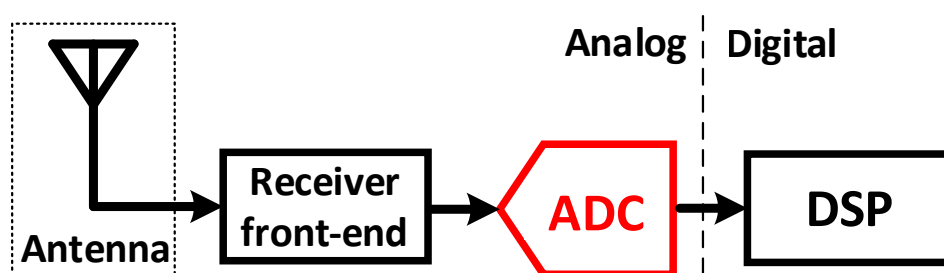 Analog Digital
Receiver
front-end
ADC
DSP
Antenna